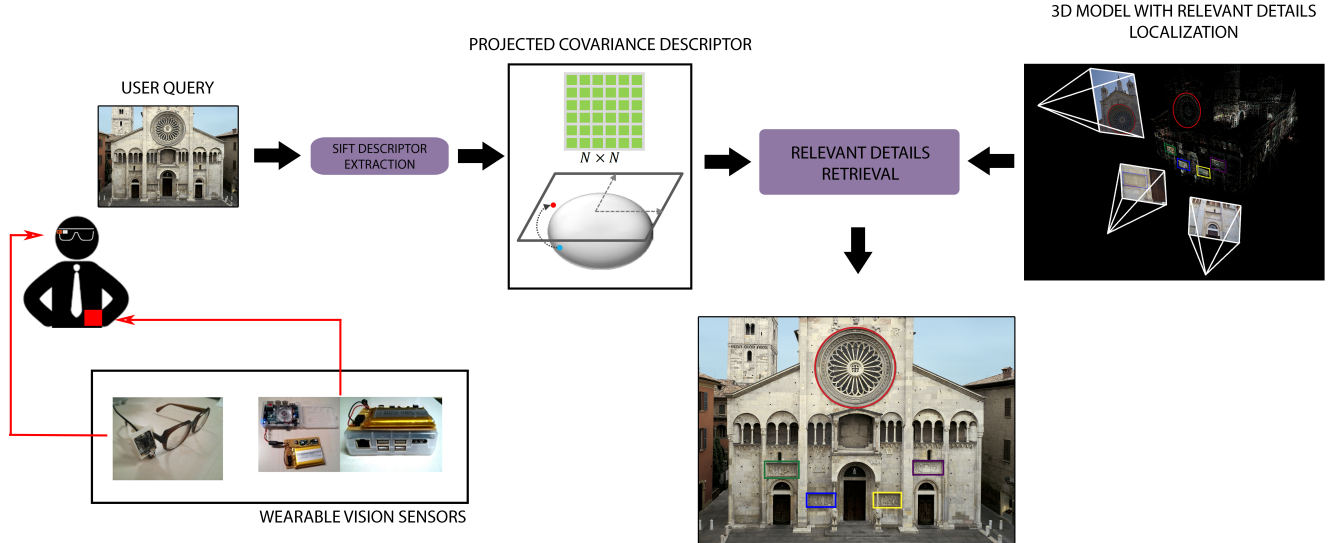 3D MODEL WITH RELEVANT DETAILS
LOCALIZATION
PROJECTED COVARIANCE DESCRIPTOR
USER QUERY
SIFT DESCRIPTOR
EXTRACTION
N × N
RELEVANT DETAILS
RETRIEVAL
WEARABLE VISION SENSORS